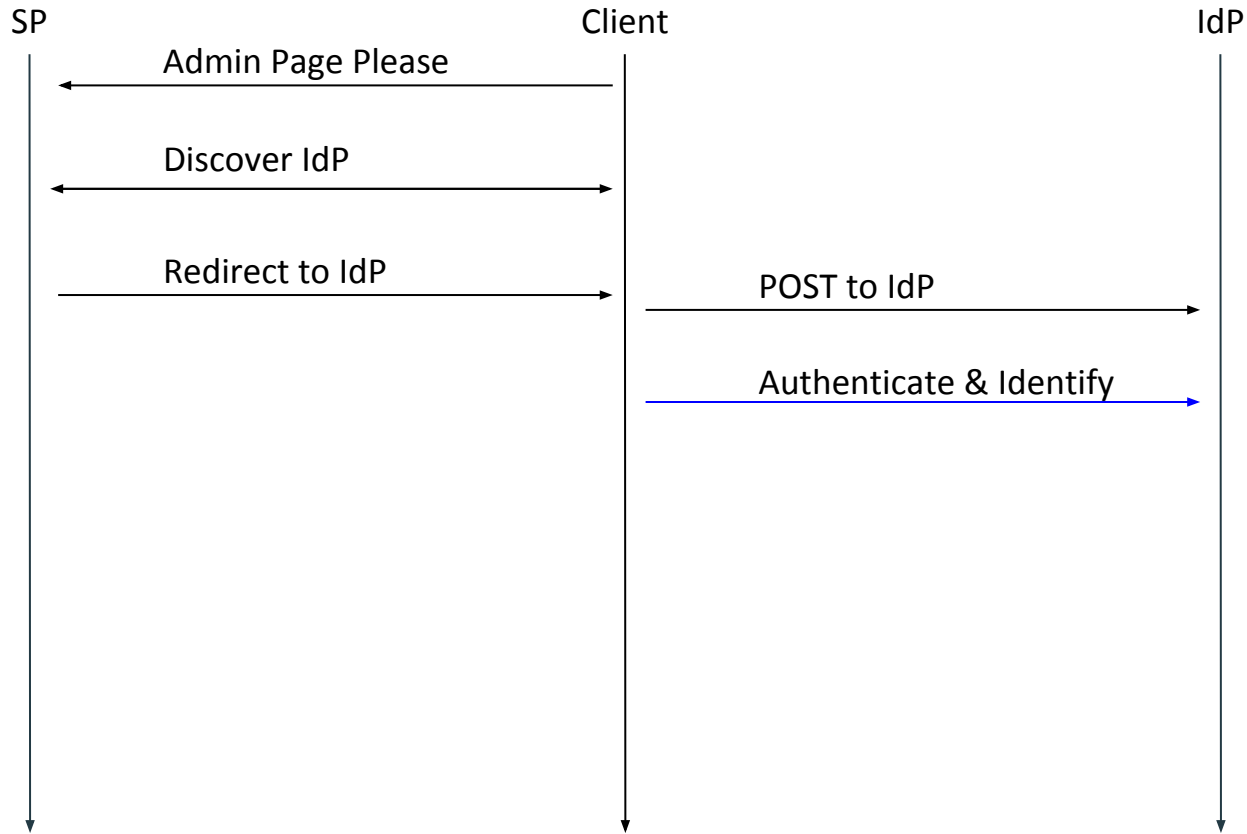 SP
Client
IdP
Admin Page Please
Discover IdP
Redirect to IdP
POST to IdP
Authenticate & Identify